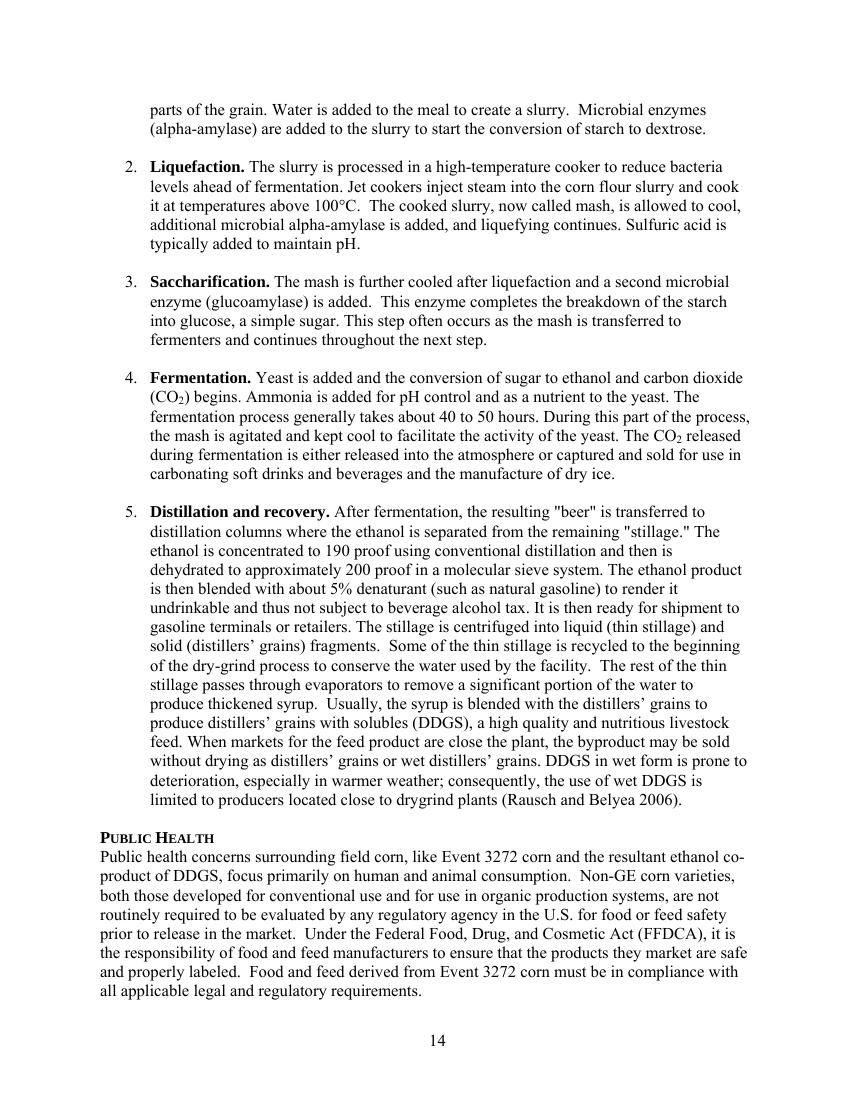 parts of the grain. Water is added to the meal to create a slurry.  Microbial enzymes
(alpha-amylase) are added to the slurry to start the conversion of starch to dextrose.
2. Liquefaction. The slurry is processed in a high-temperature cooker to reduce bacteria
levels ahead of fermentation. Jet cookers inject steam into the corn flour slurry and cook
it at temperatures above 100°C.  The cooked slurry, now called mash, is allowed to cool,
additional microbial alpha-amylase is added, and liquefying continues. Sulfuric acid is
typically added to maintain pH.
3. Saccharification. The mash is further cooled after liquefaction and a second microbial
enzyme (glucoamylase) is added.  This enzyme completes the breakdown of the starch
into glucose, a simple sugar. This step often occurs as the mash is transferred to
fermenters and continues throughout the next step.
4. Fermentation. Yeast is added and the conversion of sugar to ethanol and carbon dioxide
(CO₂) begins. Ammonia is added for pH control and as a nutrient to the yeast. The
fermentation process generally takes about 40 to 50 hours. During this part of the process,
the mash is agitated and kept cool to facilitate the activity of the yeast. The CO₂ released
during fermentation is either released into the atmosphere or captured and sold for use in
carbonating soft drinks and beverages and the manufacture of dry ice.
5. Distillation and recovery. After fermentation, the resulting "beer" is transferred to
distillation columns where the ethanol is separated from the remaining "stillage." The
ethanol is concentrated to 190 proof using conventional distillation and then is
dehydrated to approximately 200 proof in a molecular sieve system. The ethanol product
is then blended with about 5% denaturant (such as natural gasoline) to render it
undrinkable and thus not subject to beverage alcohol tax. It is then ready for shipment to
gasoline terminals or retailers. The stillage is centrifuged into liquid (thin stillage) and
solid (distillers’ grains) fragments.  Some of the thin stillage is recycled to the beginning
of the dry-grind process to conserve the water used by the facility.  The rest of the thin
stillage passes through evaporators to remove a significant portion of the water to
produce thickened syrup.  Usually, the syrup is blended with the distillers’ grains to
produce distillers’ grains with solubles (DDGS), a high quality and nutritious livestock
feed. When markets for the feed product are close the plant, the byproduct may be sold
without drying as distillers’ grains or wet distillers’ grains. DDGS in wet form is prone to
deterioration, especially in warmer weather; consequently, the use of wet DDGS is
limited to producers located close to drygrind plants (Rausch and Belyea 2006).
PUBLIC HEALTH
Public health concerns surrounding field corn, like Event 3272 corn and the resultant ethanol co-
product of DDGS, focus primarily on human and animal consumption.  Non-GE corn varieties,
both those developed for conventional use and for use in organic production systems, are not
routinely required to be evaluated by any regulatory agency in the U.S. for food or feed safety
prior to release in the market.  Under the Federal Food, Drug, and Cosmetic Act (FFDCA), it is
the responsibility of food and feed manufacturers to ensure that the products they market are safe
and properly labeled.  Food and feed derived from Event 3272 corn must be in compliance with
all applicable legal and regulatory requirements.
14